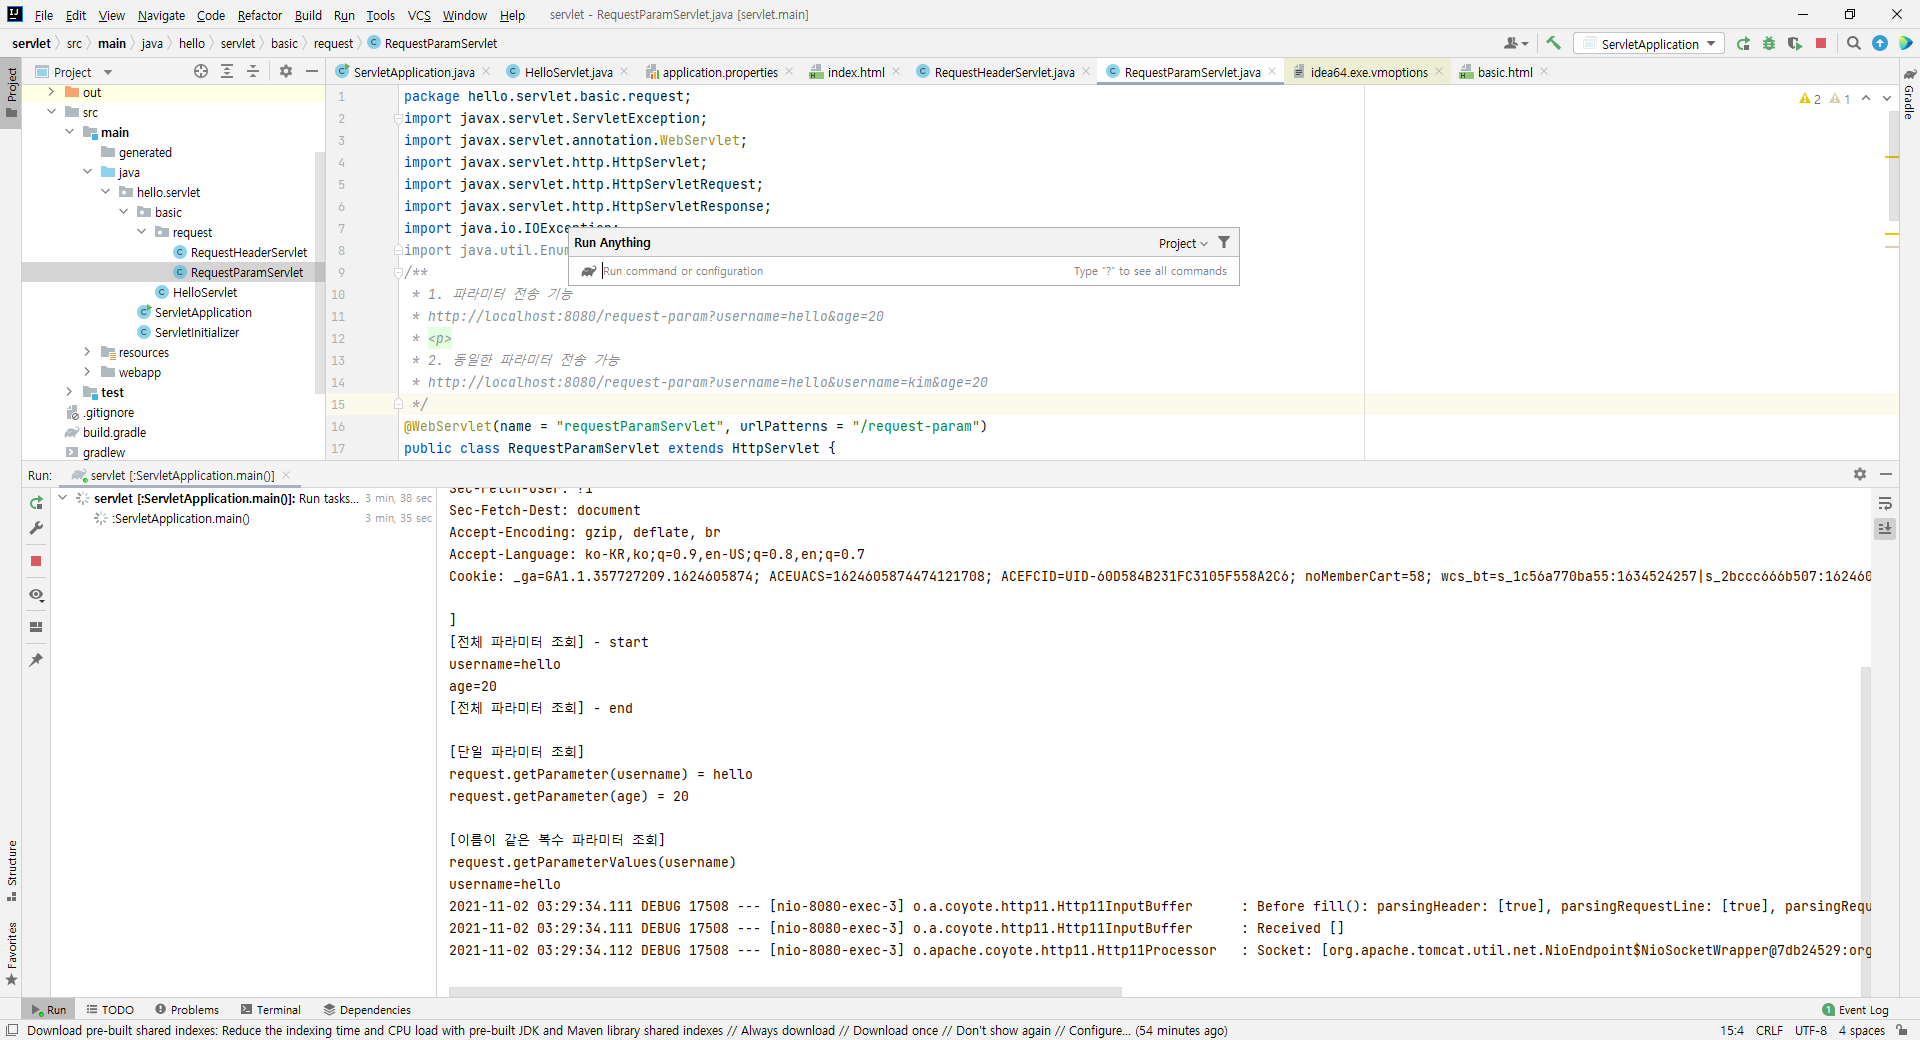 File Edit View Navigate Code Refactor Build Run Tools VCS Window Help servlet - RequestParamServlet.java [servlet.main]
servlet src main java hello servlet basic request RequestParamServlet ServletApplication
Project
Project
ServletApplication.java HelloServlet.java application.properties index.html RequestHeaderServlet.java RequestParamServlet.java idea64.exe.vmoptions basic.html
Gradle
out
src
main
generated
java
hello.servlet
basic
request
RequestHeaderServlet
RequestParamServlet
HelloServlet
ServletApplication
ServletInitializer
resources
webapp
test
.gitignore
build.gradle
gradlew
2 1
1 package hello.servlet.basic.request;
2 import javax.servlet.ServletException;
3 import javax.servlet.annotation.WebServlet;
4 import javax.servlet.http.HttpServlet;
5 import javax.servlet.http.HttpServletRequest;
6 import javax.servlet.http.HttpServletResponse;
7 import java.io.IOException;
8 import java.util.Enum
9 /**
10 * 1. 파라미터 전송 기능
11 * http://localhost:8080/request-param?username=hello&age=20
12 * <p>
13 * 2. 동일한 파라미터 전송 가능
14 * http://localhost:8080/request-param?username=hello&username=kim&age=20
15 */
16 @WebServlet(name = "requestParamServlet", urlPatterns = "/request-param")
17 public class RequestParamServlet extends HttpServlet {
Run Anything Project
Run command or configuration Type "?" to see all commands
Run: servlet [:ServletApplication.main()]
servlet [:ServletApplication.main()]: Run tasks... 3 min, 38 sec
:ServletApplication.main() 3 min, 35 sec
Sec-Fetch-User: ?1
Sec-Fetch-Dest: document
Accept-Encoding: gzip, deflate, br
Accept-Language: ko-KR,ko;q=0.9,en-US;q=0.8,en;q=0.7
Cookie: _ga=GA1.1.357727209.1624605874; ACEUACS=1624605874474121708; ACEFCID=UID-60D584B231FC3105F558A2C6; noMemberCart=58; wcs_bt=s_1c56a770ba55:1634524257|s_2bccc666b507:162460
]
[전체 파라미터 조회] - start
username=hello
age=20
[전체 파라미터 조회] - end
[단일 파라미터 조회]
request.getParameter(username) = hello
request.getParameter(age) = 20
[이름이 같은 복수 파라미터 조회]
request.getParameterValues(username)
username=hello
2021-11-02 03:29:34.111 DEBUG 17508 --- [nio-8080-exec-3] o.a.coyote.http11.Http11InputBuffer : Before fill(): parsingHeader: [true], parsingRequestLine: [true], parsingRequ
2021-11-02 03:29:34.111 DEBUG 17508 --- [nio-8080-exec-3] o.a.coyote.http11.Http11InputBuffer : Received []
2021-11-02 03:29:34.112 DEBUG 17508 --- [nio-8080-exec-3] o.apache.coyote.http11.Http11Processor : Socket: [org.apache.tomcat.util.net.NioEndpoint$NioSocketWrapper@7db24529:org
Structure
Favorites
Run TODO Problems Terminal Dependencies 1 Event Log
Download pre-built shared indexes: Reduce the indexing time and CPU load with pre-built JDK and Maven library shared indexes // Always download // Download once // Don't show again // Configure... (54 minutes ago) 15:4 CRLF UTF-8 4 spaces